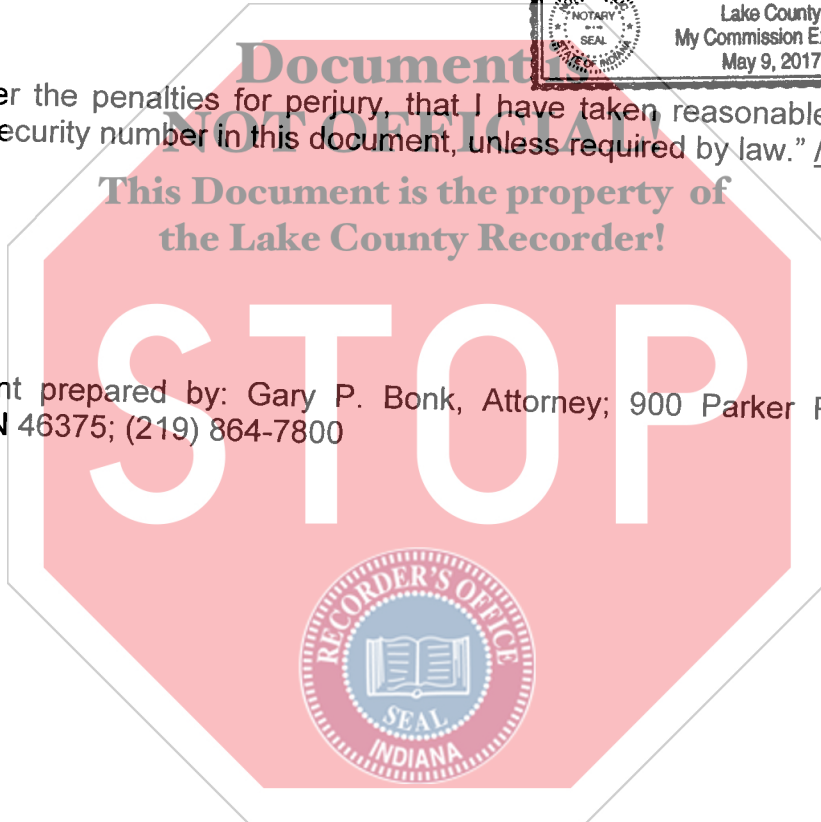 NOTARY
SEAL
STATE OF INDIANA
Lake County
My Commission E
May 9, 2017
Document is
er the penalties for perjury, that I have taken reasonable
NOT OFFICIAL!
ecurity number in this document, unless required by law.”
This Document is the property of
the Lake County Recorder!
STOP
nt prepared by: Gary P. Bonk, Attorney; 900 Parker
N 46375; (219) 864-7800
RECORDER'S OFFICE
SEAL
INDIANA